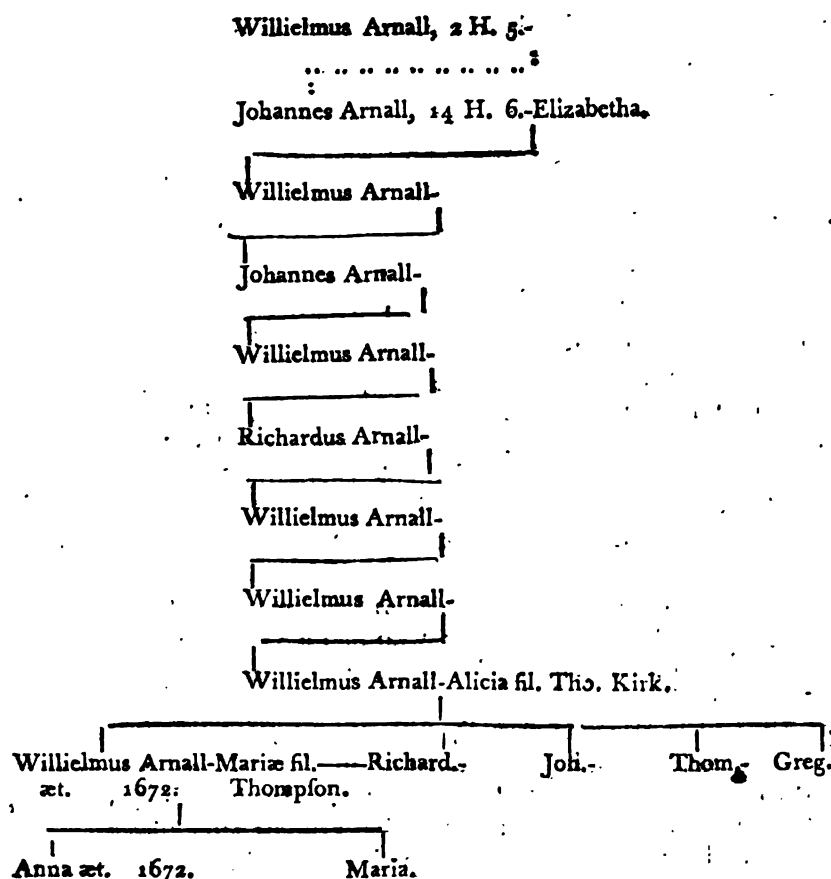 Willielmus Arnall, 2 H. 5.-
Johannes Arnall, 14 H. 6.-Elizabetha.
Willielmus Arnall-
Johannes Arnall-
Willielmus Arnall-
Richardus Arnall-
Willielmus Arnall-
Willielmus Arnall-
Willielmus Arnall-Alicia fil. Tho. Kirk.
Willielmus Arnall-Mariæ fil.——Richard.- Joh.- Thom.- Greg.
æt. 1672. Thompſon.
Anna æt. 1672. Maria.